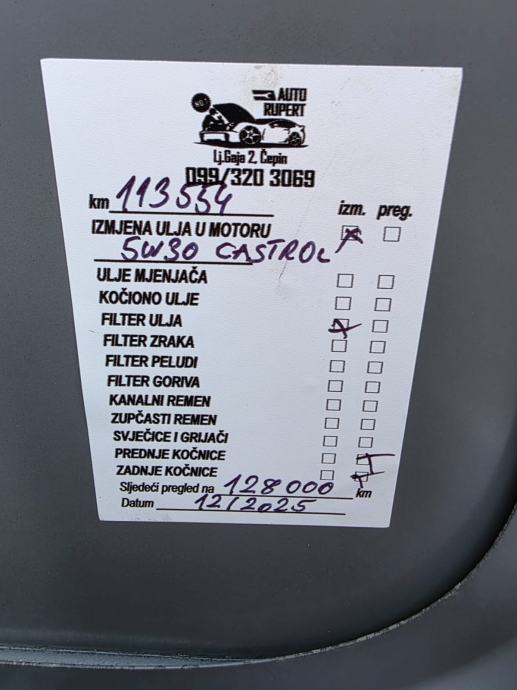 AUTO
RUPERT
Lj.Gaja 2, Čepin
099/320 3069
km 113554 izm. preg.
IZMJENA ULJA U MOTORU
5W30 CASTROL
ULJE MJENJAČA
KOČIONO ULJE
FILTER ULJA
FILTER ZRAKA
FILTER PELUDI
FILTER GORIVA
KANALNI REMEN
ZUPČASTI REMEN
SVJEČICE I GRIJAČI
PREDNJE KOČNICE
ZADNJE KOČNICE
Sljedeći pregled na 128000 km
Datum 12/2025